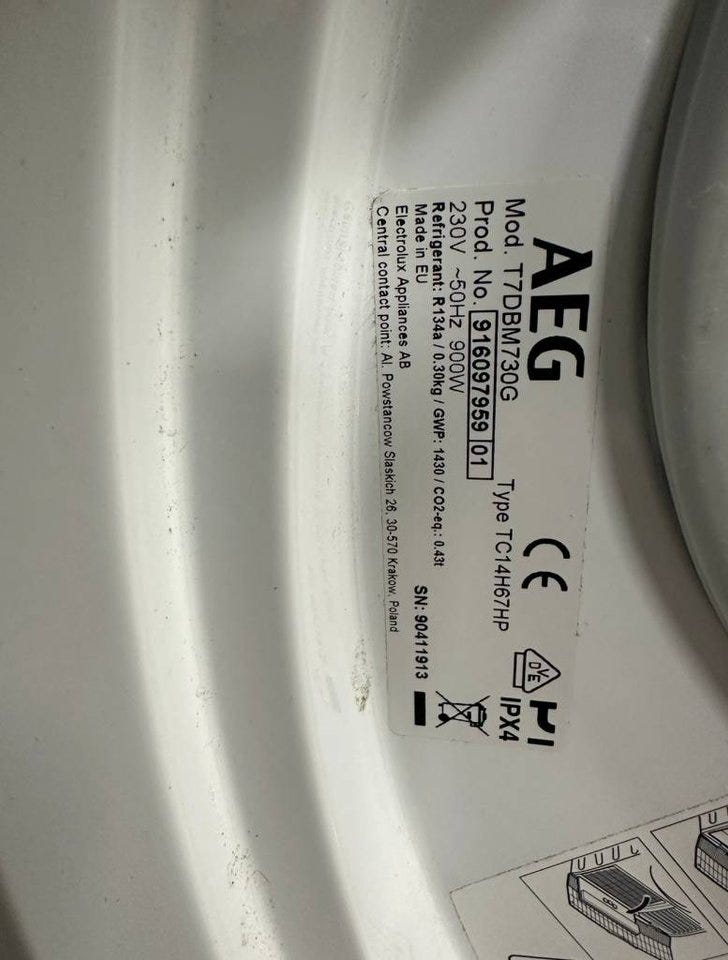 AEG
Mod. T7DBM730G Type TC14H67HP
Prod. No. 916097959 01
230V ~50Hz 900W
IPX4
Refrigerant: R134a / 0.30kg / GWP: 1430 / CO2-eq.: 0.43t
Made in EU SN: 90411913
Electrolux Appliances AB
Central contact point: Al. Powstancow Slaskich 26, 30-570 Krakow, Poland
CE
DVE